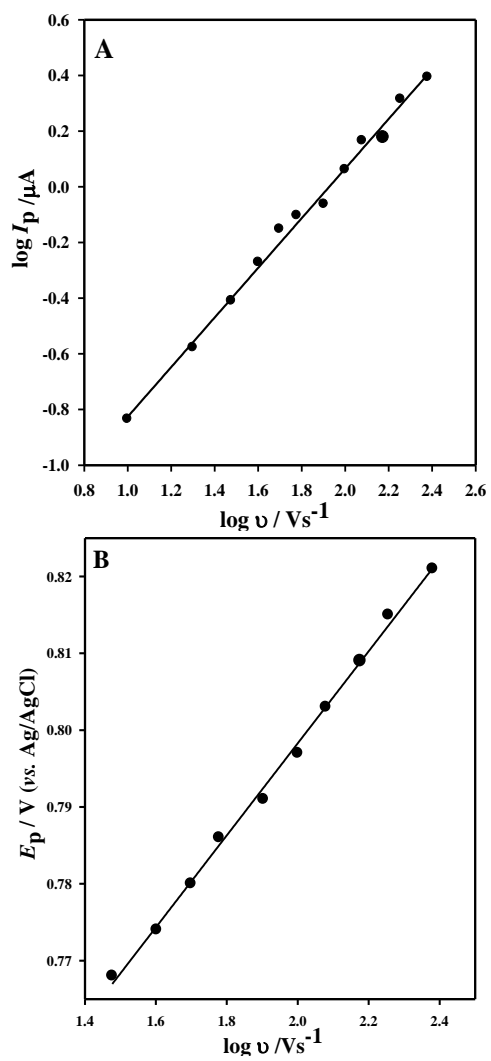 A
0.6
0.4
0.2
0.0
-0.2
-0.4
-0.6
-0.8
-1.0
log Ip /µA
0.8 1.0 1.2 1.4 1.6 1.8 2.0 2.2 2.4 2.6
log υ / Vs-1
B
0.82
0.81
0.80
0.79
0.78
0.77
Ep / V (vs. Ag/AgCl)
1.4 1.6 1.8 2.0 2.2 2.4
log υ /Vs-1